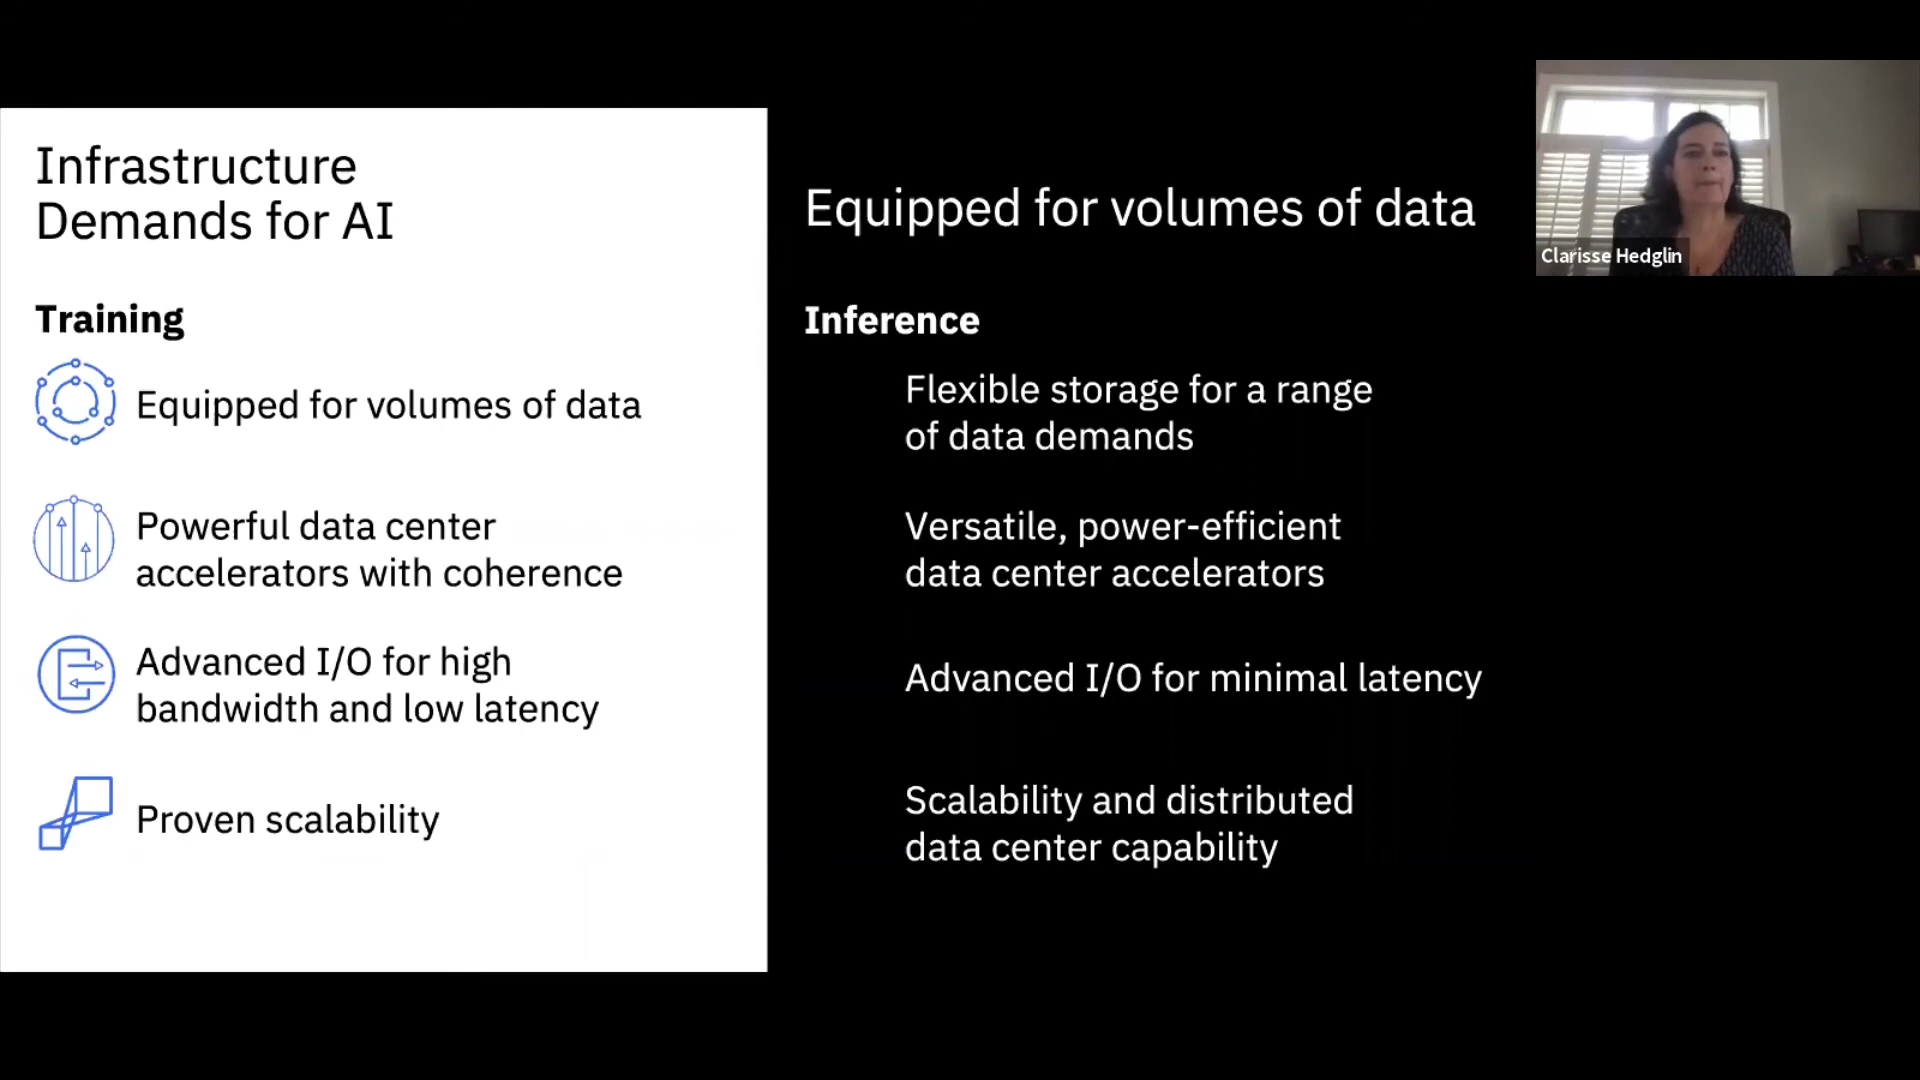 Infrastructure
Demands for AI
Training
Equipped for volumes of data
Powerful data center
accelerators with coherence
Advanced I/O for high
bandwidth and low latency
Proven scalability
Equipped for volumes of data
Inference
Flexible storage for a range
of data demands
Versatile, power-efficient
data center accelerators
Advanced I/O for minimal latency
Scalability and distributed
data center capability
Clarisse Hedglin